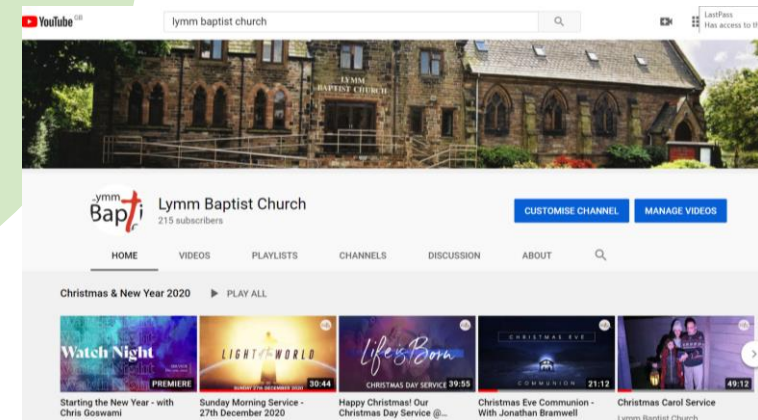 YouTube GB
lymm baptist church
LastPass
Has access to th
LYMM
BAPTIST CHURCH
Lymm
Bapti
Lymm Baptist Church
215 subscribers
CUSTOMISE CHANNEL
MANAGE VIDEOS
HOME VIDEOS PLAYLISTS CHANNELS DISCUSSION ABOUT
Christmas & New Year 2020 PLAY ALL
Watch Night
PREMIERE
LIGHT OF THE WORLD
SUNDAY 27TH DECEMBER 2020
30:44
Life is Born
CHRISTMAS DAY SERVICE
39:55
CHRISTMAS EVE
COMMUNION
21:12
49:12
Starting the New Year - with
Chris Goswami
Sunday Morning Service -
27th December 2020
Happy Christmas! Our
Christmas Day Service @...
Christmas Eve Communion -
With Jonathan Bramwell
Christmas Carol Service
Lymm Baptist Church